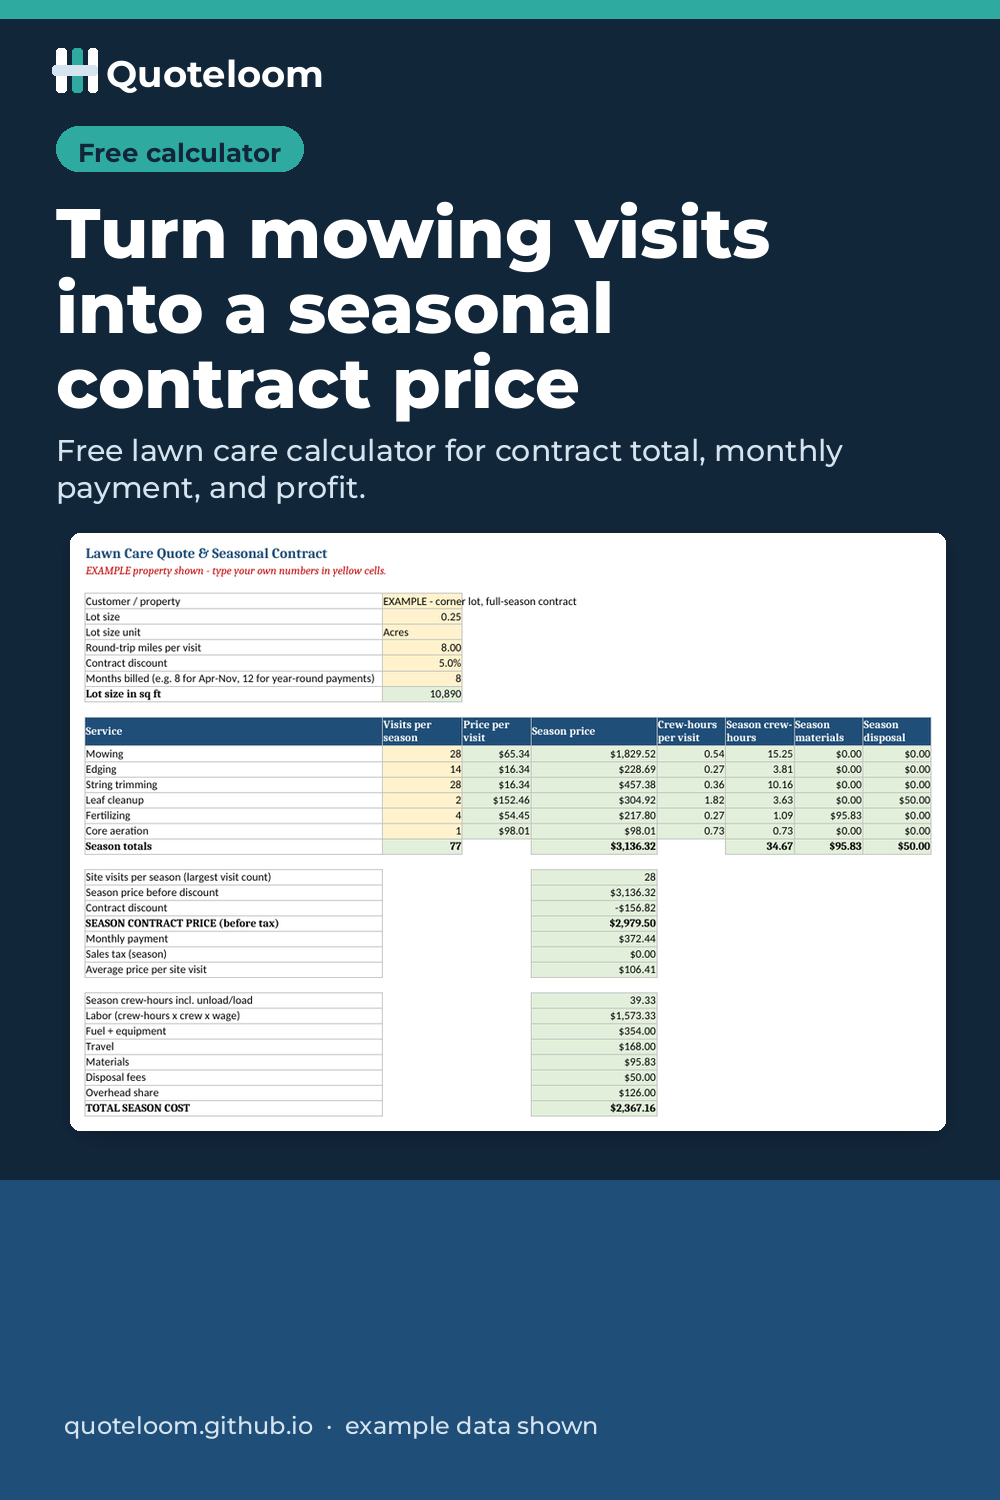 Quoteloom
Free calculator
Turn mowing visits
into a seasonal
contract price
Free lawn care calculator for contract total, monthly
payment, and profit.
Lawn Care Quote & Seasonal Contract
EXAMPLE property shown - type your own numbers in yellow cells.
Customer / property EXAMPLE - corner lot, full-season contract
Lot size 0.25
Lot size unit Acres
Round-trip miles per visit 8.00
Contract discount 5.0%
Months billed (e.g. 8 for Apr-Nov, 12 for year-round payments) 8
Lot size in sq ft 10,890
Service Visits per season Price per visit Season price Crew-hours per visit Season crew-hours Season materials Season disposal
Mowing 28 $65.34 $1,829.52 0.54 15.25 $0.00 $0.00
Edging 14 $16.34 $228.69 0.27 3.81 $0.00 $0.00
String trimming 28 $16.34 $457.38 0.36 10.16 $0.00 $0.00
Leaf cleanup 2 $152.46 $304.92 1.82 3.63 $0.00 $50.00
Fertilizing 4 $54.45 $217.80 0.27 1.09 $95.83 $0.00
Core aeration 1 $98.01 $98.01 0.73 0.73 $0.00 $0.00
Season totals 77 $3,136.32 34.67 $95.83 $50.00
Site visits per season (largest visit count) 28
Season price before discount $3,136.32
Contract discount -$156.82
SEASON CONTRACT PRICE (before tax) $2,979.50
Monthly payment $372.44
Sales tax (season) $0.00
Average price per site visit $106.41
Season crew-hours incl. unload/load 39.33
Labor (crew-hours x crew x wage) $1,573.33
Fuel + equipment $354.00
Travel $168.00
Materials $95.83
Disposal fees $50.00
Overhead share $126.00
TOTAL SEASON COST $2,367.16
quoteloom.github.io · example data shown